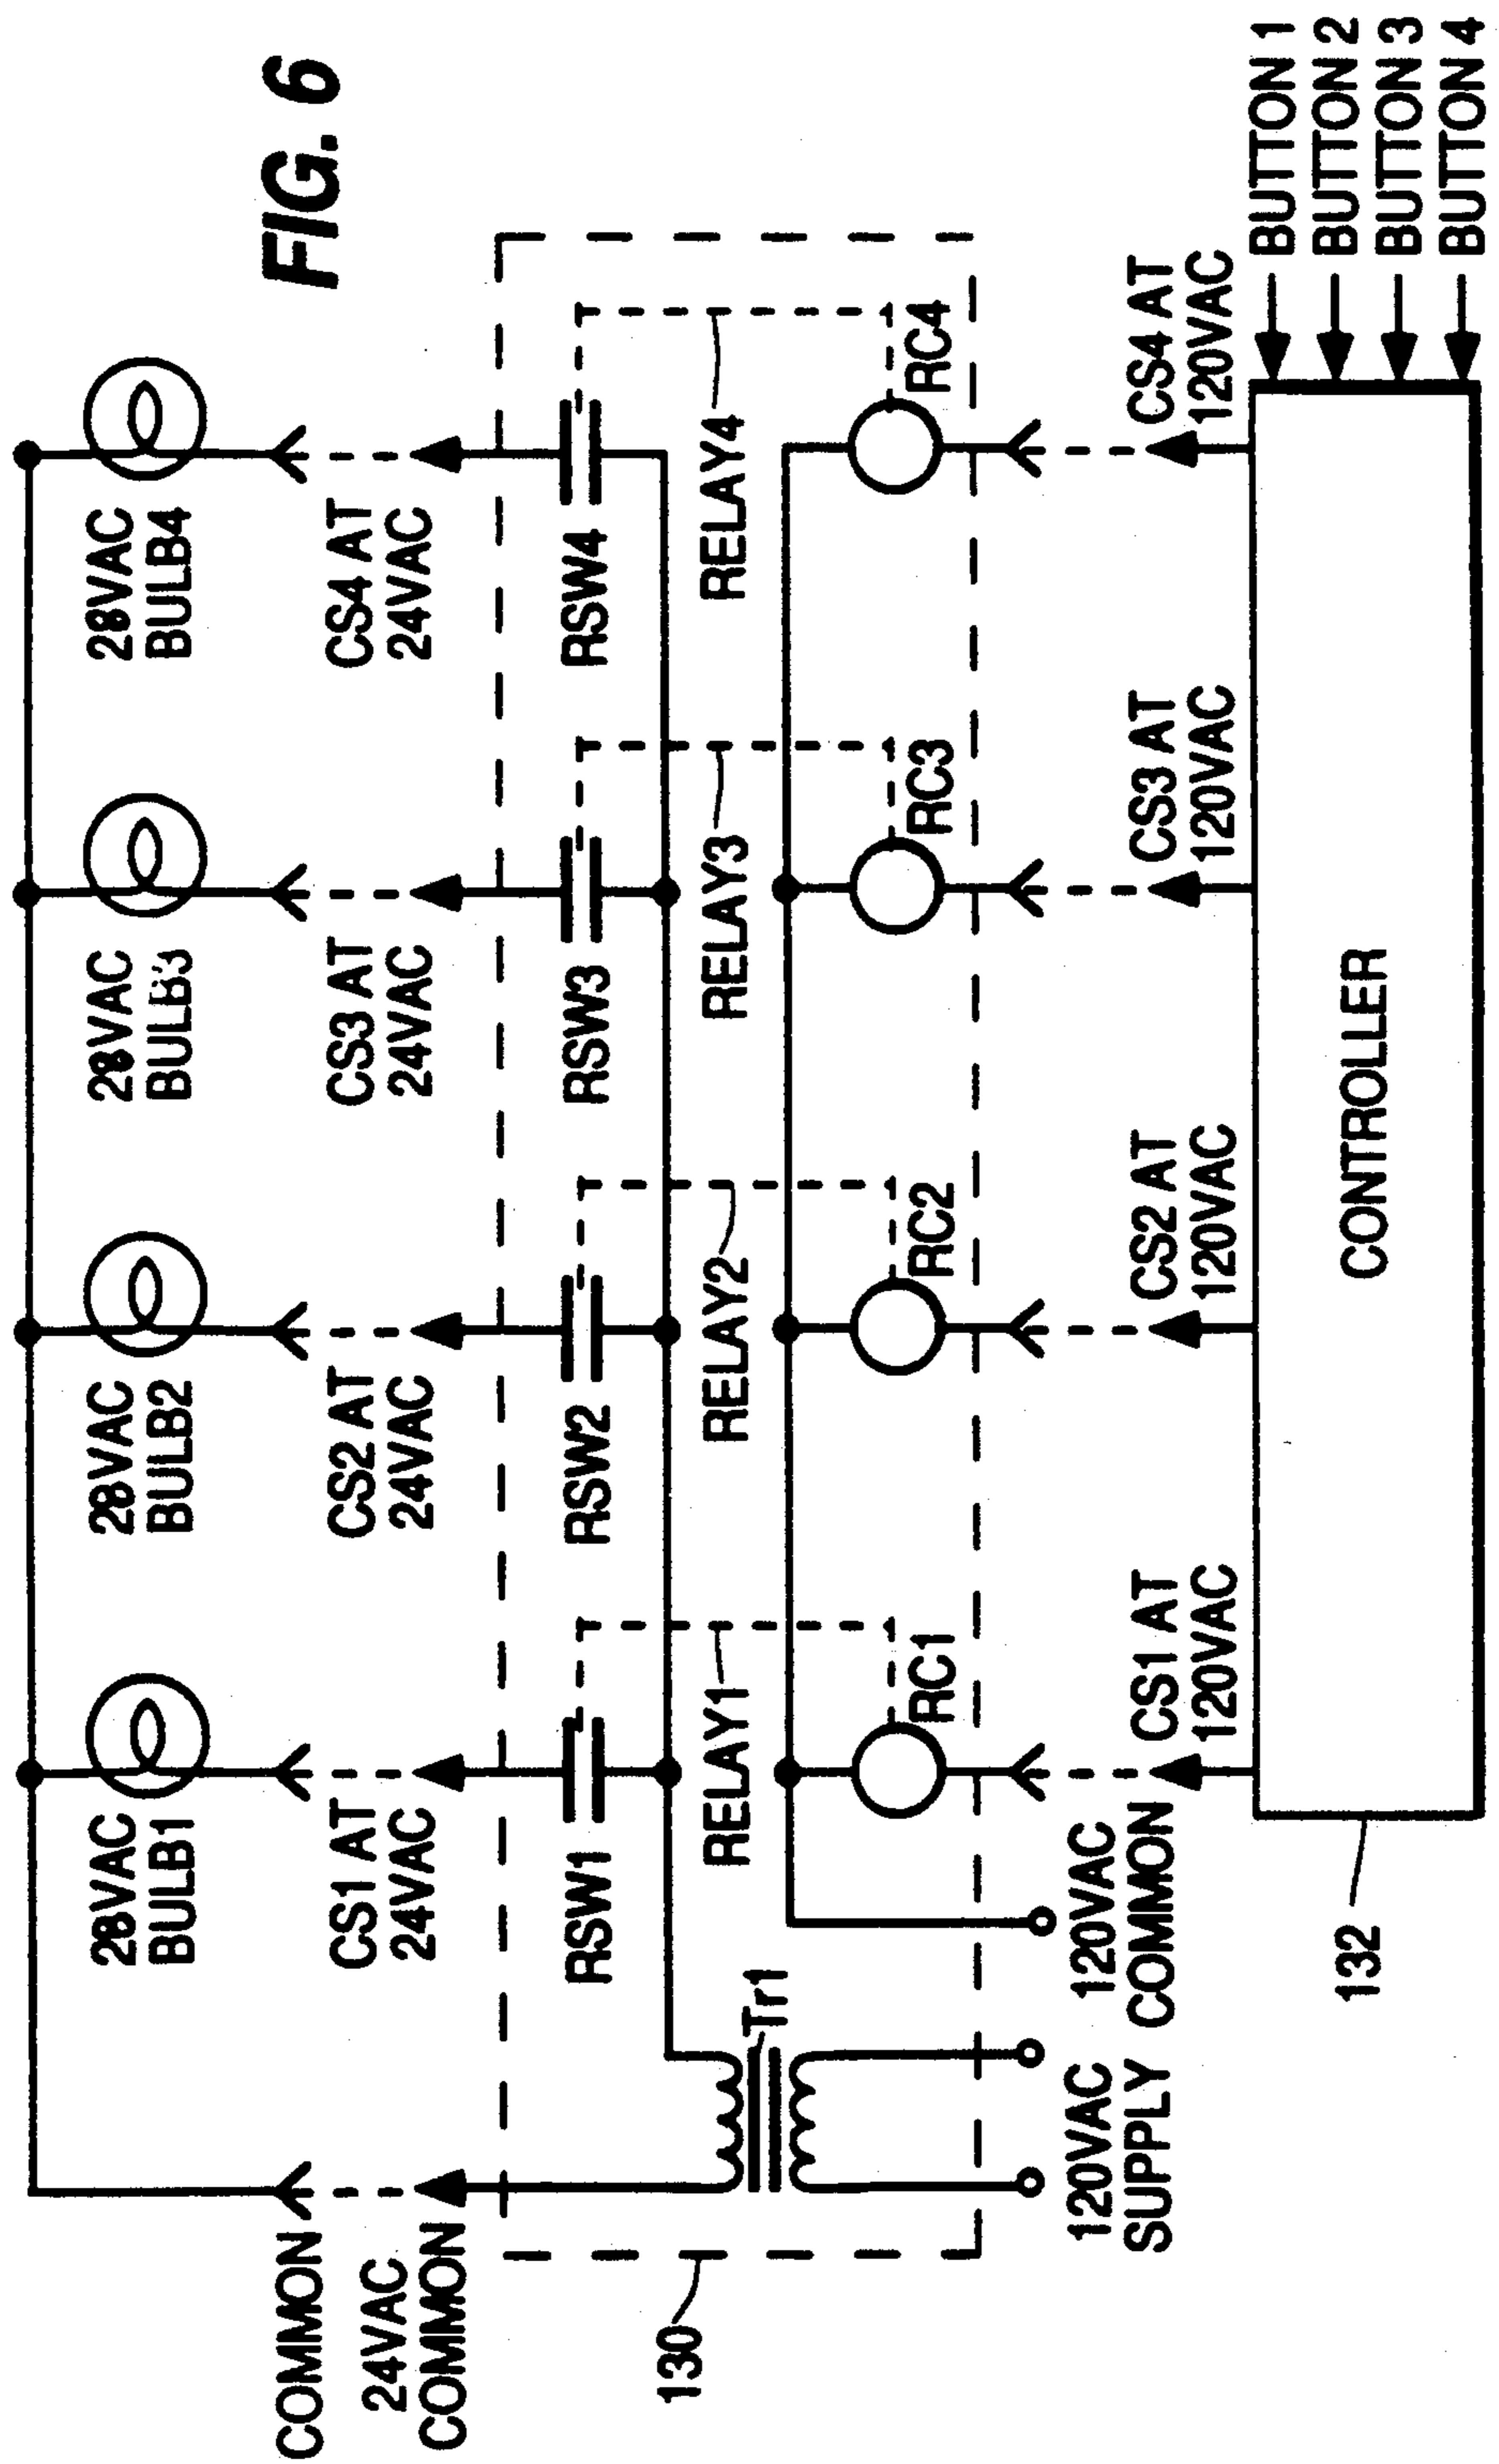 FIG. 6
COMMON
24VAC
COMMON
28VAC
BULB1
28VAC
BULB2
28VAC
BULB3
28VAC
BULB4
CS1 AT
24VAC
CS2 AT
24VAC
CS3 AT
24VAC
CS4 AT
24VAC
RSW1
RSW2
RSW3
RSW4
130
Tr1
RELAY1
RELAY2
RELAY3
RELAY4
RC1
RC2
RC3
RC4
120VAC
SUPPLY
120VAC
COMMON
CS1 AT
120VAC
CS2 AT
120VAC
CS3 AT
120VAC
CS4 AT
120VAC
132
CONTROLLER
BUTTON 1
BUTTON 2
BUTTON 3
BUTTON 4